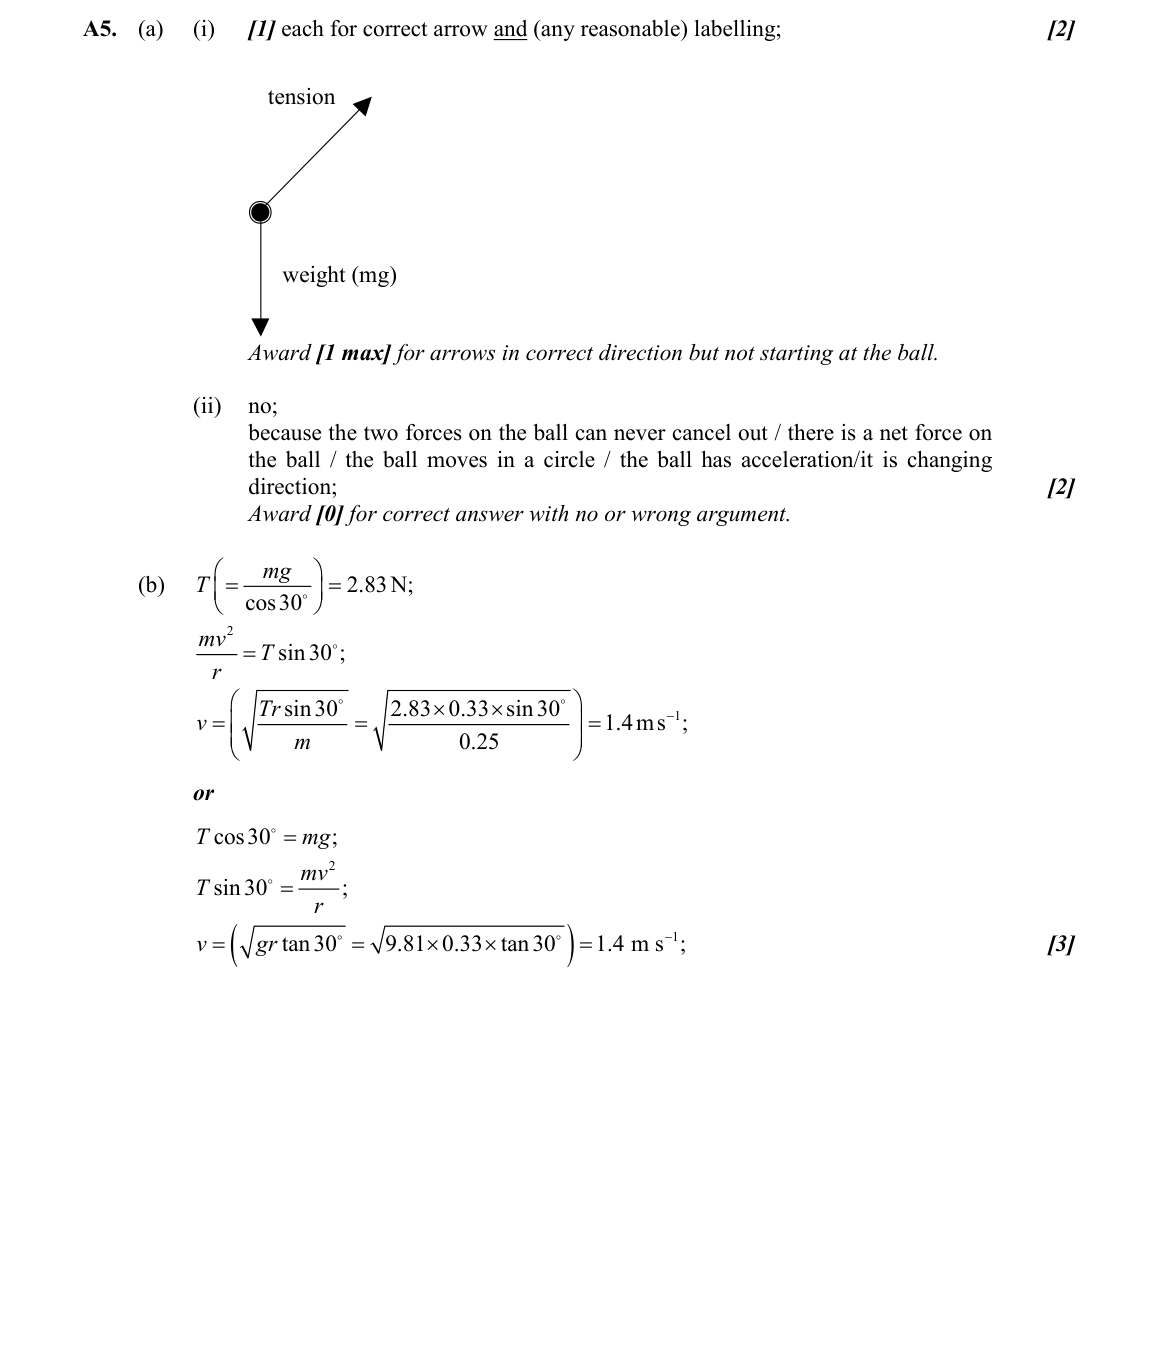 A5. (a) (i) [1] each for correct arrow and (any reasonable) labelling; [2]
tension
weight (mg)
Award [1 max] for arrows in correct direction but not starting at the ball.
(ii) no;
because the two forces on the ball can never cancel out / there is a net force on
the ball / the ball moves in a circle / the ball has acceleration/it is changing
direction; [2]
Award [0] for correct answer with no or wrong argument.
(b) T(= mg/cos 30°) = 2.83 N;
mv²/r = T sin 30°;
v = (√(Tr sin 30°/m) = √(2.83×0.33×sin 30°/0.25)) = 1.4 m s⁻¹;
or
T cos 30° = mg;
T sin 30° = mv²/r;
v = (√(gr tan 30°) = √(9.81×0.33×tan 30°)) = 1.4 m s⁻¹; [3]